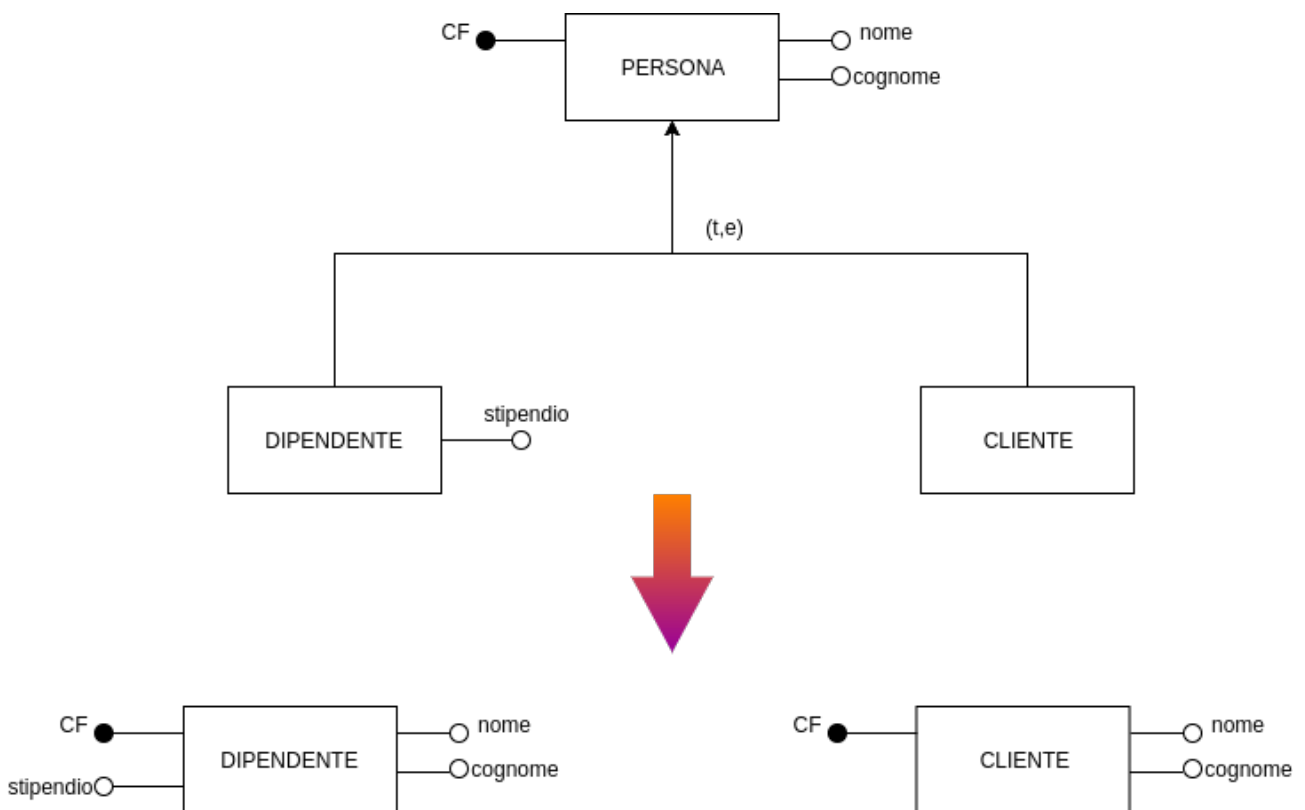 CF
nome
PERSONA
cognome
(t,e)
stipendio
DIPENDENTE
CLIENTE
CF
nome
DIPENDENTE
cognome
stipendio
CF
nome
CLIENTE
cognome